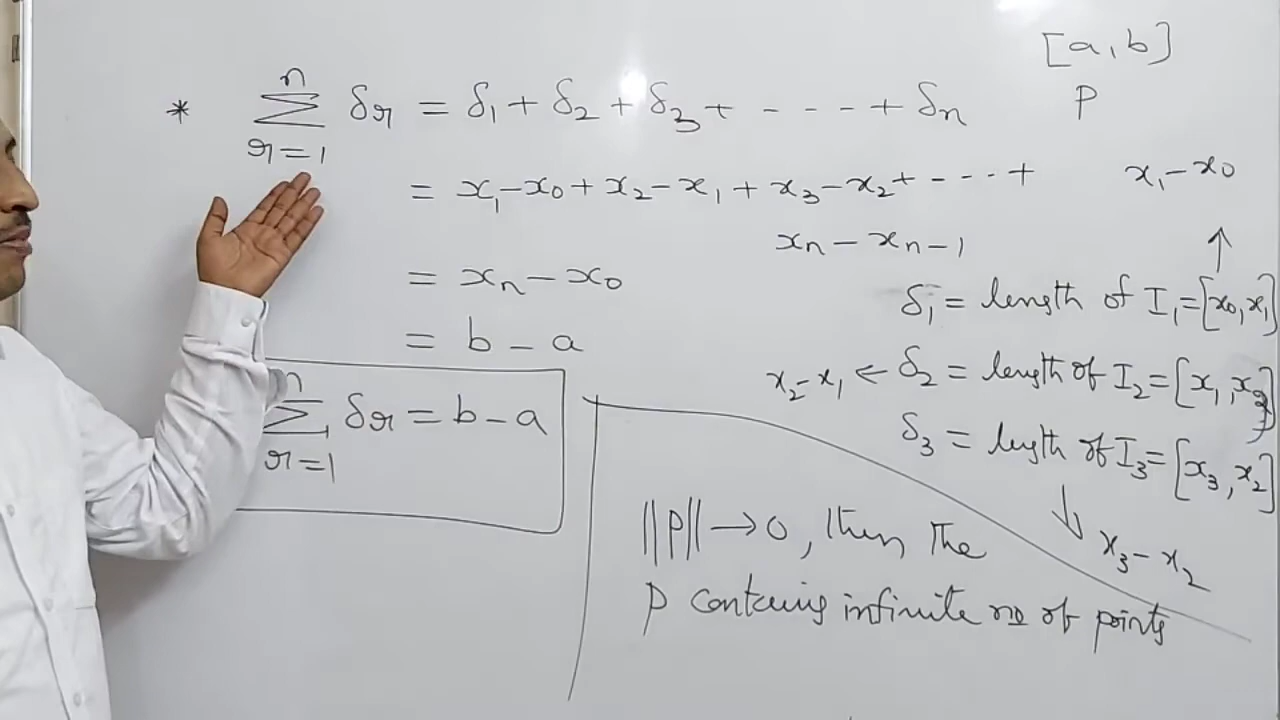 [a, b]
P
* n∑r=1 δr = δ1 + δ2 + δ3 + - - - - + δn
= x1 - x0 + x2 - x1 + x3 - x2 + - - - - +
xn - xn-1
= xn - x0
= b - a
n∑r=1 δr = b - a
x1 - x0
↑
δ1 = length of I1 = [x0, x1]
x2 - x1 ← δ2 = length of I2 = [x1, x2]
δ3 = length of I3 = [x3, x2]
↓ x3 - x2
||P|| → 0, then the
P containing infinite no of points